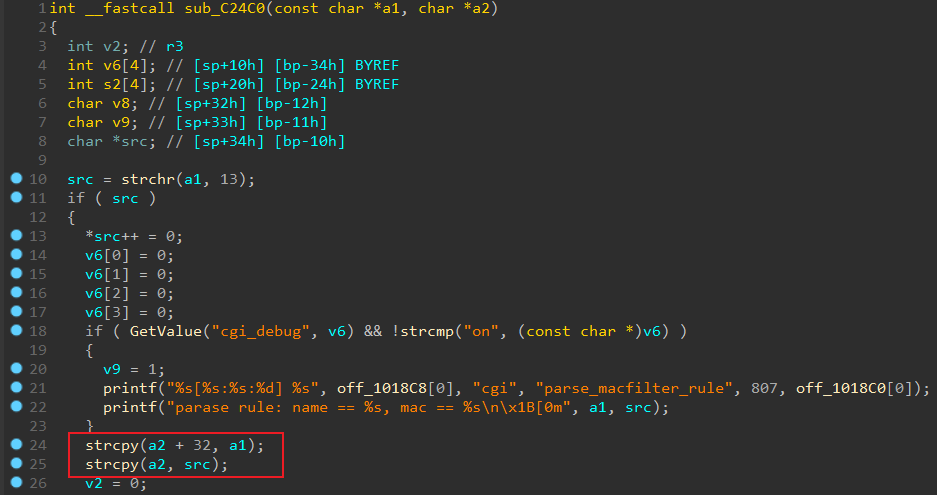 1 int __fastcall sub_C24C0(const char *a1, char *a2)
2 {
3 int v2; // r3
4 int v6[4]; // [sp+10h] [bp-34h] BYREF
5 int s2[4]; // [sp+20h] [bp-24h] BYREF
6 char v8; // [sp+32h] [bp-12h]
7 char v9; // [sp+33h] [bp-11h]
8 char *src; // [sp+34h] [bp-10h]
9
10 src = strchr(a1, 13);
11 if ( src )
12 {
13 *src++ = 0;
14 v6[0] = 0;
15 v6[1] = 0;
16 v6[2] = 0;
17 v6[3] = 0;
18 if ( GetValue("cgi_debug", v6) && !strcmp("on", (const char *)v6) )
19 {
20 v9 = 1;
21 printf("%s[%s:%s:%d] %s", off_1018C8[0], "cgi", "parse_macfilter_rule", 807, off_1018C0[0]);
22 printf("parase rule: name == %s, mac == %s\n\x1B[0m", a1, src);
23 }
24 strcpy(a2 + 32, a1);
25 strcpy(a2, src);
26 v2 = 0;